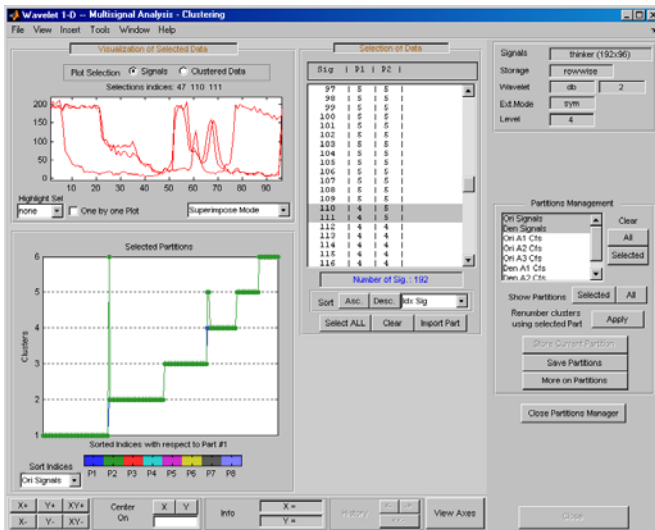 Wavelet 1-D -- Multisignal Analysis - Clustering
File View Insert Tools Window Help
Visualization of Selected Data
Plot Selection Signals Clustered Data
Selections indices: 47 110 111
200
150
100
50
0
10 20 30 40 50 60 70 80 90
Highlight Sel
none One by one Plot Superimpose Mode
Selected Partitions
6
5
4
3
2
1
Clusters
Sorted Indices with respect to Part #1
Sort Indices
Ori Signals
P1 P2 P3 P4 P5 P6 P7 P8
Selection of Data
Sig | P1 | P2 |
97 | 5 | 5 |
98 | 5 | 5 |
99 | 5 | 5 |
100 | 5 | 5 |
101 | 5 | 5 |
102 | 5 | 5 |
103 | 5 | 5 |
104 | 5 | 5 |
105 | 5 | 5 |
106 | 5 | 5 |
107 | 5 | 5 |
108 | 5 | 5 |
109 | 5 | 5 |
110 | 4 | 5 |
111 | 4 | 5 |
112 | 4 | 4 |
113 | 4 | 4 |
114 | 4 | 4 |
115 | 4 | 4 |
116 | 4 | 4 |
Number of Sig.: 192
Sort Asc. Desc. Idx Sig
Select ALL Clear Import Part
Signals thinker (192x96)
Storage rowwise
Wavelet db 2
Ext.Mode sym
Level 4
Partitions Management
Ori Signals
Den Signals
Ori A1 Cfs
Ori A2 Cfs
Ori A3 Cfs
Den A1 Cfs
Den A2 Cfs
Clear
All
Selected
Show Partitions Selected All
Renumber clusters
using selected Part Apply
Store Current Partition
Save Partitions
More on Partitions
Close Partitions Manager
X+ Y+ XY+
X- Y- XY-
Center
On
X Y
Info
X =
Y =
History
View Axes
Close